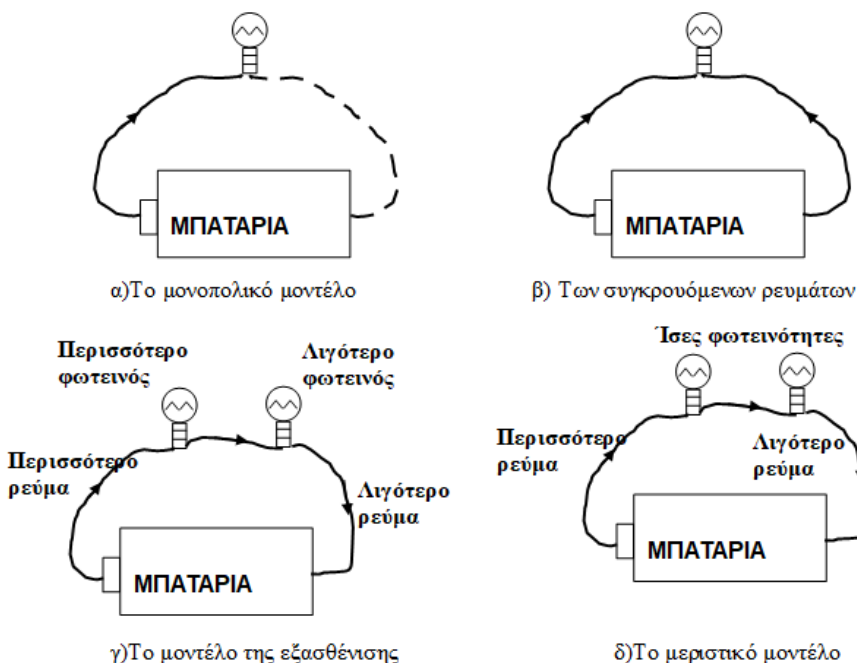 ΜΠΑΤΑΡΙΑ
α)Το μονοπολικό μοντέλο
ΜΠΑΤΑΡΙΑ
β) Των συγκρουόμενων ρευμάτων
Περισσότερο
φωτεινός
Λιγότερο
φωτεινός
Περισσότερο
ρεύμα
Λιγότερο
ρεύμα
ΜΠΑΤΑΡΙΑ
γ)Το μοντέλο της εξασθένισης
Ίσες φωτεινότητες
Περισσότερο
ρεύμα
Λιγότερο
ρεύμα
ΜΠΑΤΑΡΙΑ
δ)Το μεριστικό μοντέλο